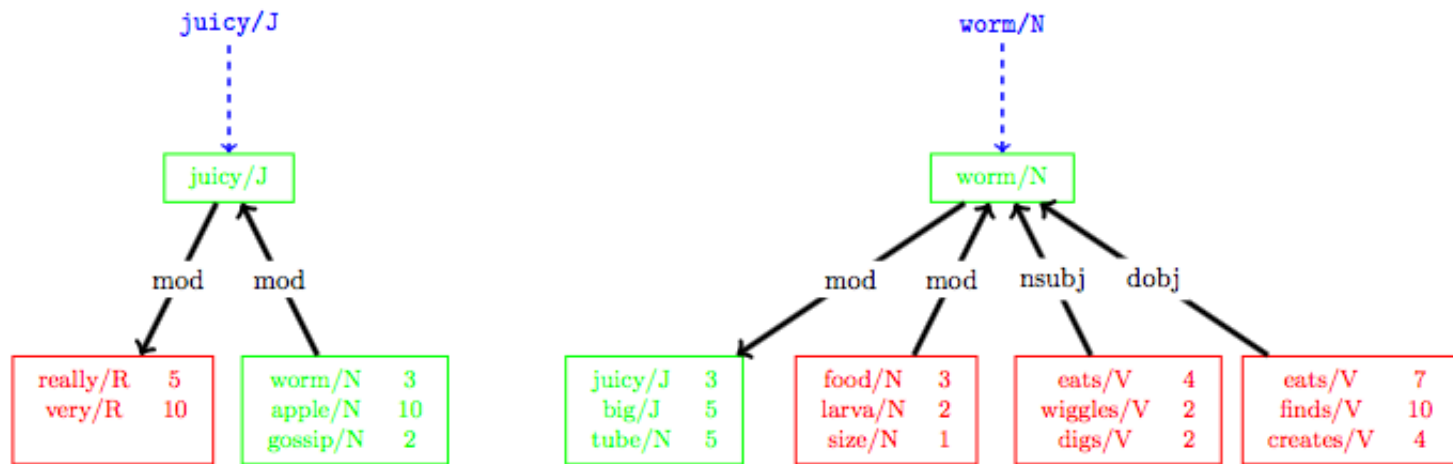 juicy/J worm/N
juicy/J worm/N
mod mod mod mod nsubj dobj
really/R 5 worm/N 3 juicy/J 3 food/N 3 eats/V 4 eats/V 7
very/R 10 apple/N 10 big/J 5 larva/N 2 wiggles/V 2 finds/V 10
gossip/N 2 tube/N 5 size/N 1 digs/V 2 creates/V 4